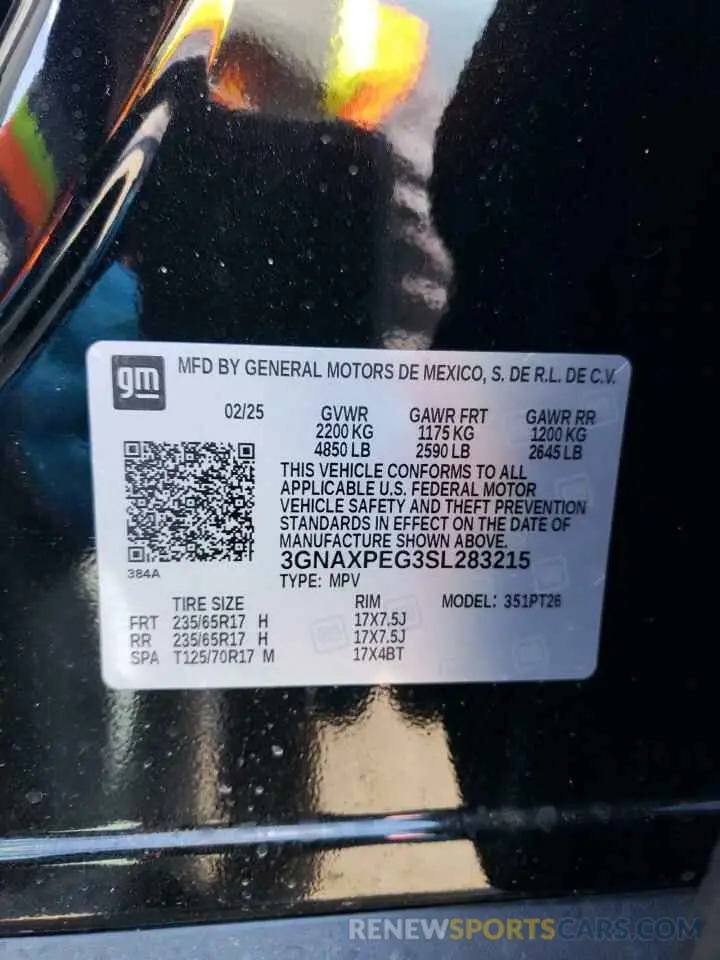 gm
MFD BY GENERAL MOTORS DE MEXICO, S. DE R.L. DE C.V.
02/25 GVWR GAWR FRT GAWR RR
2200 KG 1175 KG 1200 KG
4850 LB 2590 LB 2645 LB
THIS VEHICLE CONFORMS TO ALL
APPLICABLE U.S. FEDERAL MOTOR
VEHICLE SAFETY AND THEFT PREVENTION
STANDARDS IN EFFECT ON THE DATE OF
MANUFACTURE SHOWN ABOVE.
3GNAXPEG3SL283215
384A
TYPE: MPV
TIRE SIZE RIM MODEL: 351PT26
FRT 235/65R17 H 17X7.5J
RR 235/65R17 H 17X7.5J
SPA T125/70R17 M 17X4BT
RENEWSPORTSCARS.COM